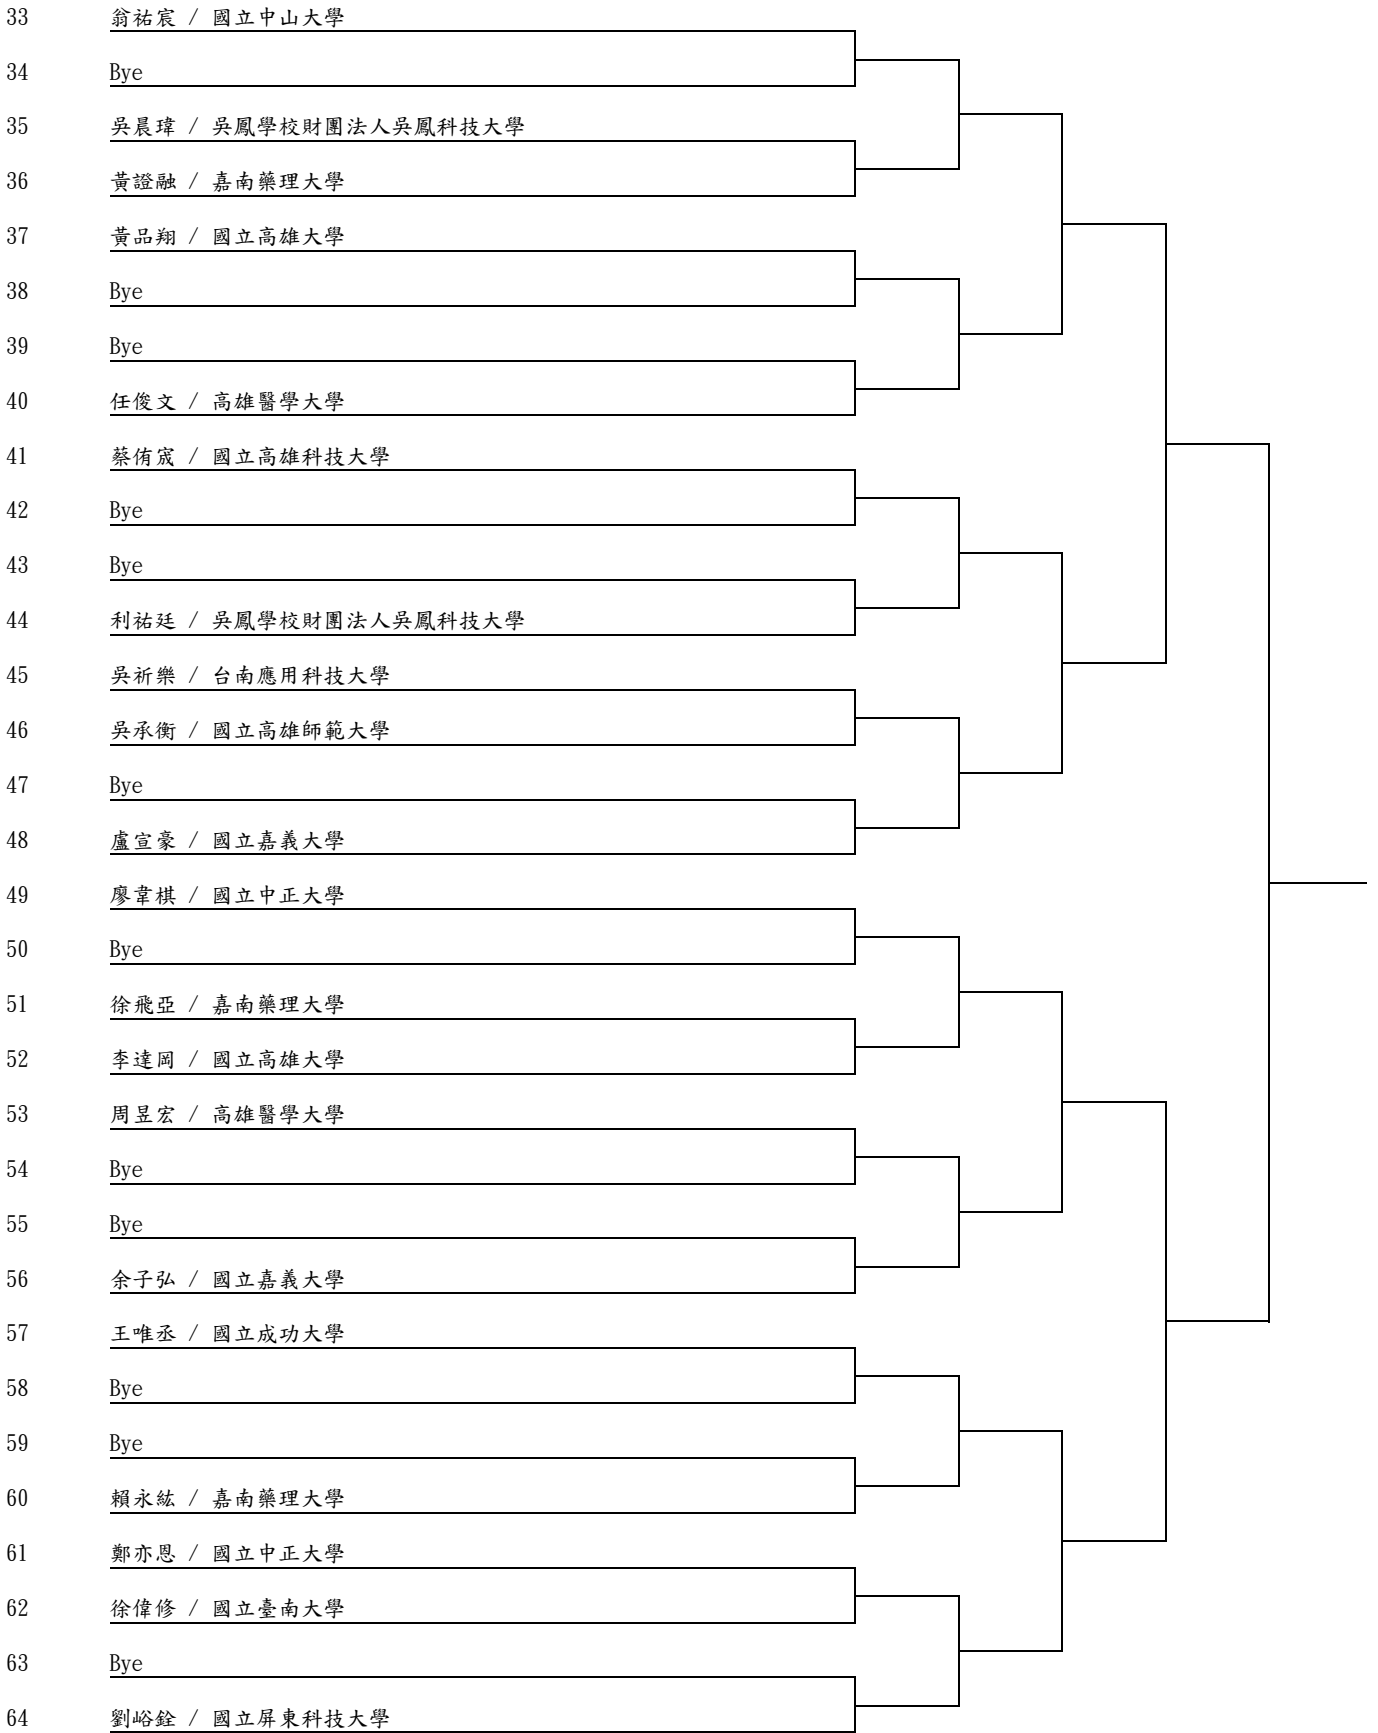 33 翁祐宸 / 國立中山大學
34 Bye
35 吳晨瑋 / 吳鳳學校財團法人吳鳳科技大學
36 黃證融 / 嘉南藥理大學
37 黃品翔 / 國立高雄大學
38 Bye
39 Bye
40 任俊文 / 高雄醫學大學
41 蔡侑宬 / 國立高雄科技大學
42 Bye
43 Bye
44 利祐廷 / 吳鳳學校財團法人吳鳳科技大學
45 吳祈樂 / 台南應用科技大學
46 吳承衡 / 國立高雄師範大學
47 Bye
48 盧宣豪 / 國立嘉義大學
49 廖韋棋 / 國立中正大學
50 Bye
51 徐飛亞 / 嘉南藥理大學
52 李達岡 / 國立高雄大學
53 周昱宏 / 高雄醫學大學
54 Bye
55 Bye
56 余子弘 / 國立嘉義大學
57 王唯丞 / 國立成功大學
58 Bye
59 Bye
60 賴永紘 / 嘉南藥理大學
61 鄭亦恩 / 國立中正大學
62 徐偉修 / 國立臺南大學
63 Bye
64 劉峪銓 / 國立屏東科技大學